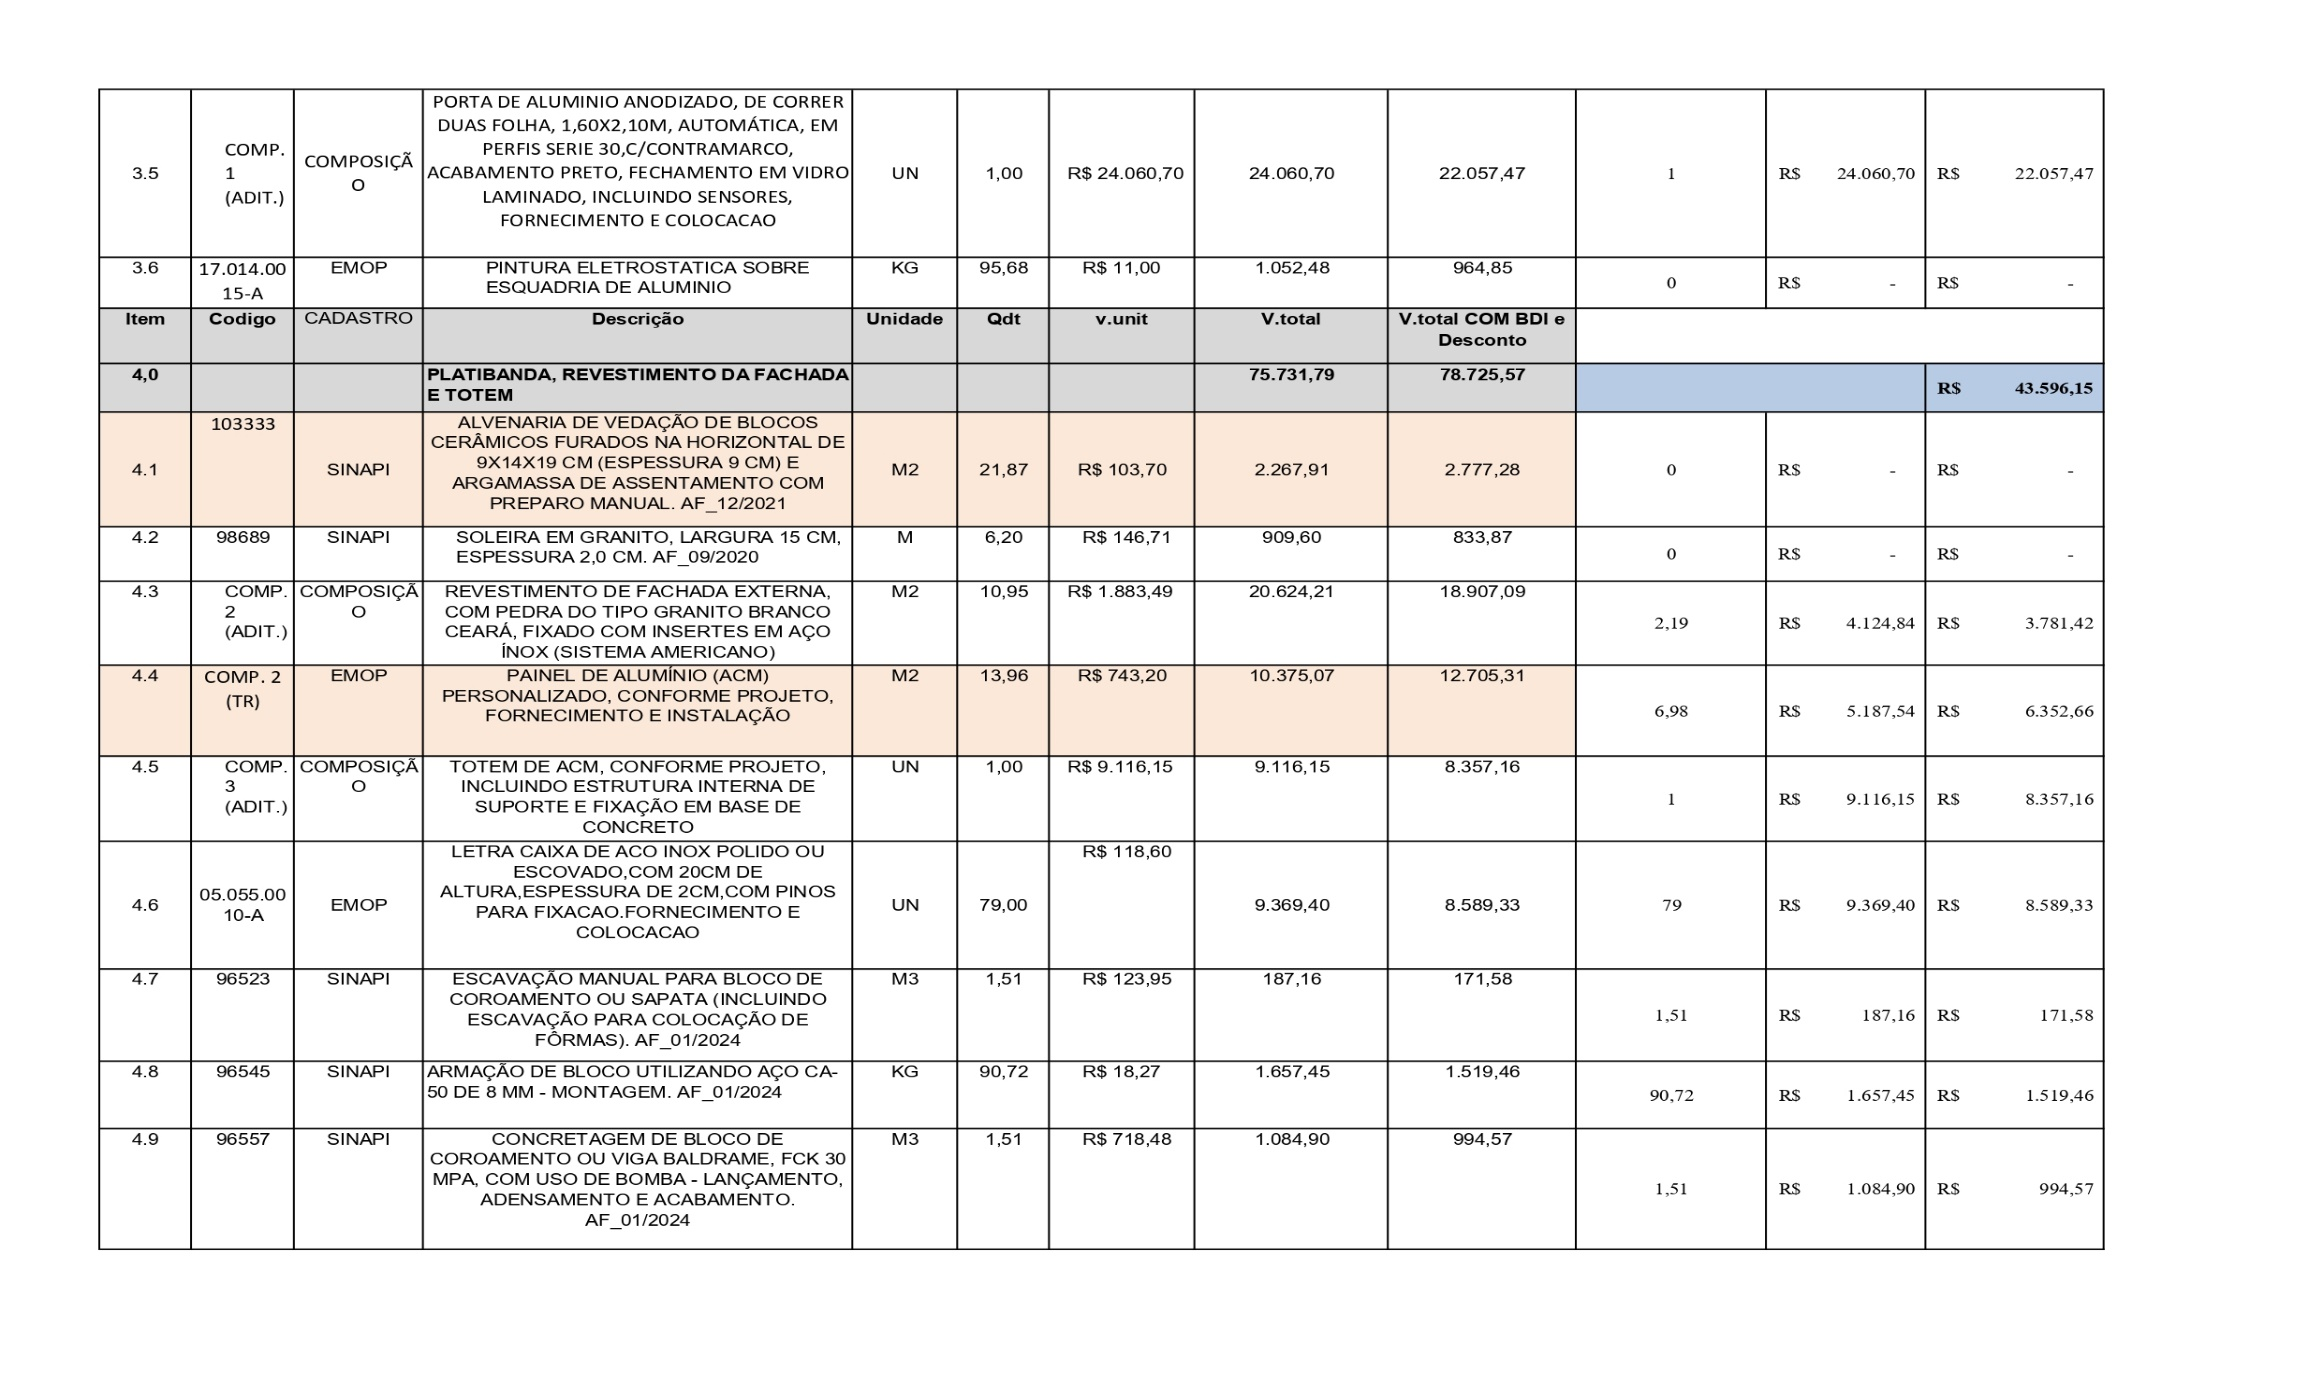 3.5 COMP. 1 (ADIT.) COMPOSIÇÃO PORTA DE ALUMINIO ANODIZADO, DE CORRER
DUAS FOLHA, 1,60X2,10M, AUTOMÁTICA, EM
PERFIS SERIE 30,C/CONTRAMARCO,
ACABAMENTO PRETO, FECHAMENTO EM VIDRO
LAMINADO, INCLUINDO SENSORES,
FORNECIMENTO E COLOCACAO UN 1,00 R$ 24.060,70 24.060,70 22.057,47 1 R$ 24.060,70 R$ 22.057,47
3.6 17.014.00 15-A EMOP PINTURA ELETROSTATICA SOBRE
ESQUADRIA DE ALUMINIO KG 95,68 R$ 11,00 1.052,48 964,85 0 R$ - R$ -
Item Codigo CADASTRO Descrição Unidade Qdt v.unit V.total V.total COM BDI e
Desconto
4,0 PLATIBANDA, REVESTIMENTO DA FACHADA
E TOTEM 75.731,79 78.725,57 R$ 43.596,15
4.1 103333 SINAPI ALVENARIA DE VEDAÇÃO DE BLOCOS
CERÂMICOS FURADOS NA HORIZONTAL DE
9X14X19 CM (ESPESSURA 9 CM) E
ARGAMASSA DE ASSENTAMENTO COM
PREPARO MANUAL. AF_12/2021 M2 21,87 R$ 103,70 2.267,91 2.777,28 0 R$ - R$ -
4.2 98689 SINAPI SOLEIRA EM GRANITO, LARGURA 15 CM,
ESPESSURA 2,0 CM. AF_09/2020 M 6,20 R$ 146,71 909,60 833,87 0 R$ - R$ -
4.3 COMP. 2 (ADIT.) COMPOSIÇÃO REVESTIMENTO DE FACHADA EXTERNA,
COM PEDRA DO TIPO GRANITO BRANCO
CEARÁ, FIXADO COM INSERTES EM AÇO
ÍNOX (SISTEMA AMERICANO) M2 10,95 R$ 1.883,49 20.624,21 18.907,09 2,19 R$ 4.124,84 R$ 3.781,42
4.4 COMP. 2 (TR) EMOP PAINEL DE ALUMÍNIO (ACM)
PERSONALIZADO, CONFORME PROJETO,
FORNECIMENTO E INSTALAÇÃO M2 13,96 R$ 743,20 10.375,07 12.705,31 6,98 R$ 5.187,54 R$ 6.352,66
4.5 COMP. 3 (ADIT.) COMPOSIÇÃO TOTEM DE ACM, CONFORME PROJETO,
INCLUINDO ESTRUTURA INTERNA DE
SUPORTE E FIXAÇÃO EM BASE DE
CONCRETO UN 1,00 R$ 9.116,15 9.116,15 8.357,16 1 R$ 9.116,15 R$ 8.357,16
4.6 05.055.00 10-A EMOP LETRA CAIXA DE ACO INOX POLIDO OU
ESCOVADO,COM 20CM DE
ALTURA,ESPESSURA DE 2CM,COM PINOS
PARA FIXACAO.FORNECIMENTO E
COLOCACAO UN 79,00 R$ 118,60 9.369,40 8.589,33 79 R$ 9.369,40 R$ 8.589,33
4.7 96523 SINAPI ESCAVAÇÃO MANUAL PARA BLOCO DE
COROAMENTO OU SAPATA (INCLUINDO
ESCAVAÇÃO PARA COLOCAÇÃO DE
FÔRMAS). AF_01/2024 M3 1,51 R$ 123,95 187,16 171,58 1,51 R$ 187,16 R$ 171,58
4.8 96545 SINAPI ARMAÇÃO DE BLOCO UTILIZANDO AÇO CA-
50 DE 8 MM - MONTAGEM. AF_01/2024 KG 90,72 R$ 18,27 1.657,45 1.519,46 90,72 R$ 1.657,45 R$ 1.519,46
4.9 96557 SINAPI CONCRETAGEM DE BLOCO DE
COROAMENTO OU VIGA BALDRAME, FCK 30
MPA, COM USO DE BOMBA - LANÇAMENTO,
ADENSAMENTO E ACABAMENTO.
AF_01/2024 M3 1,51 R$ 718,48 1.084,90 994,57 1,51 R$ 1.084,90 R$ 994,57